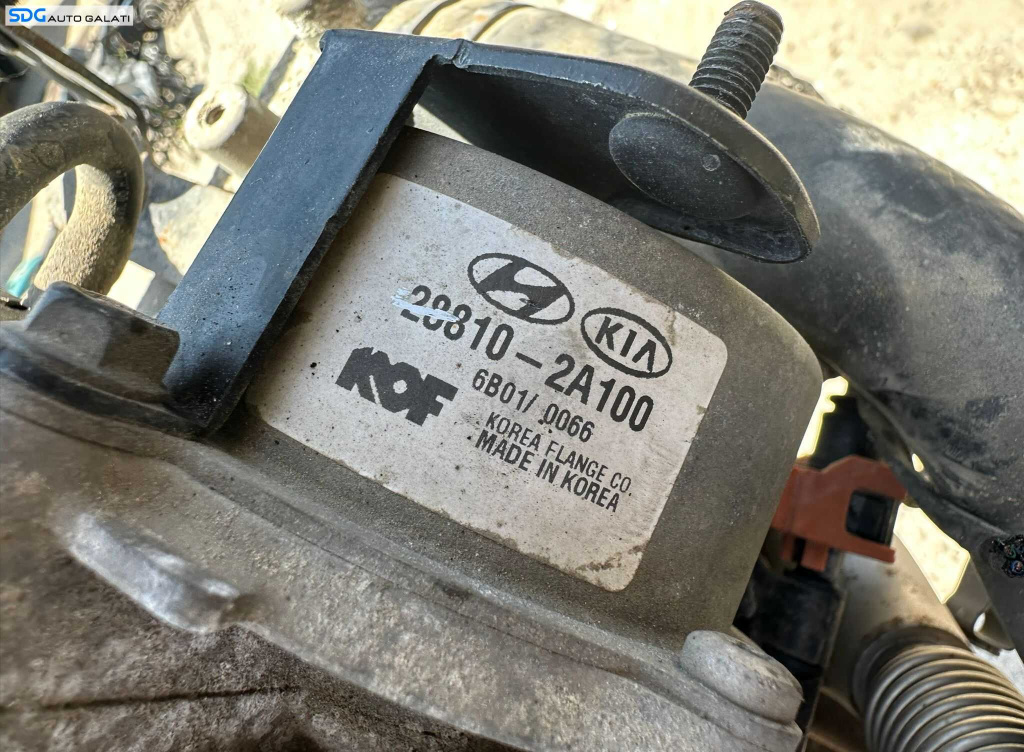 SDG AUTO GALATI
KIA
28810-2A100
KOF
6B01/ 0066
KOREA FLANGE CO.
MADE IN KOREA